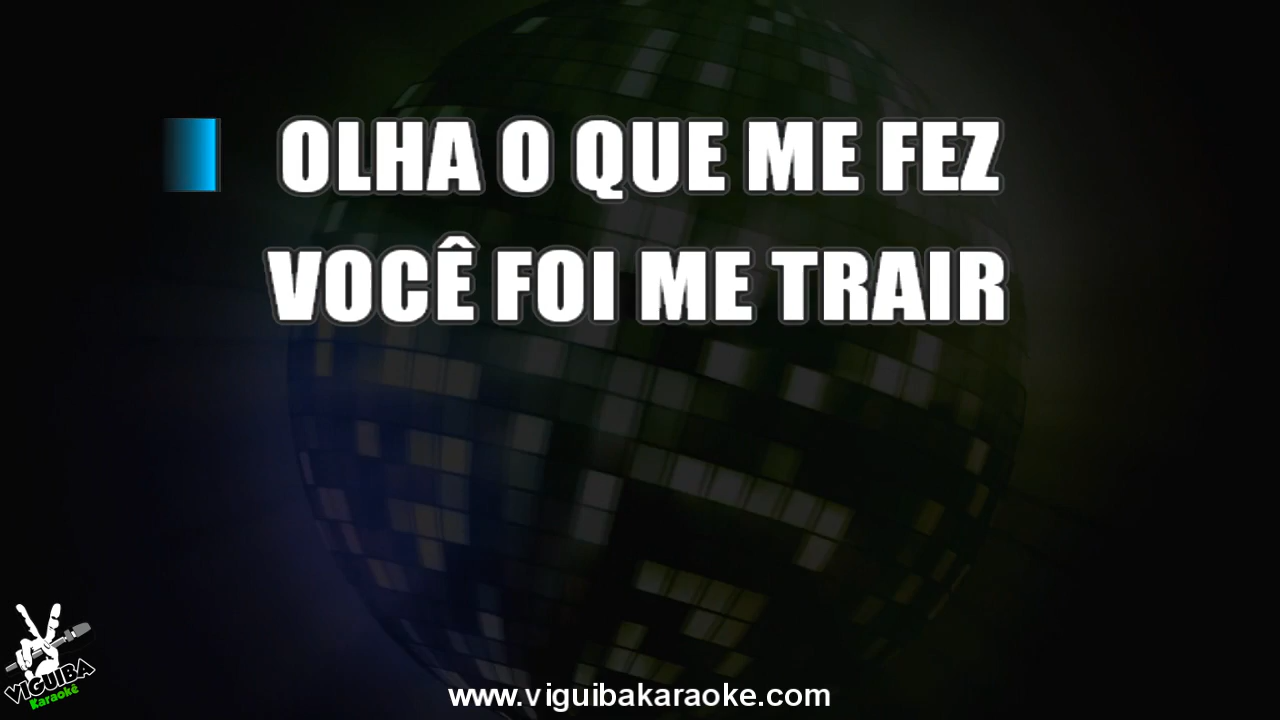 OLHA O QUE ME FEZ
VOCÊ FOI ME TRAIR
VIGUIBA
Karaokê
www.viguibakaraoke.com